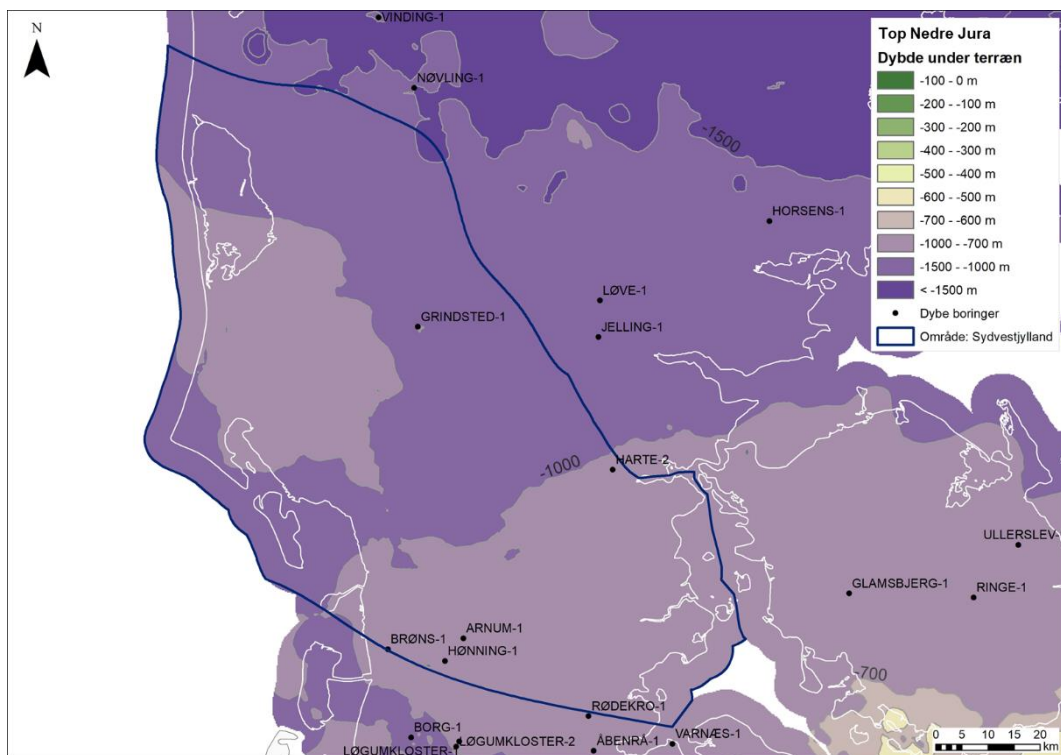 N
VINDING-1
NØVLING-1
-1500
HORSENS-1
LØVE-1
JELLING-1
GRINDSTED-1
-1000
HARTE-2
ULLERSLEV-
GLAMSBJERG-1
RINGE-1
ARNUM-1
BRØNS-1
HØNNING-1
-700
RØDEKRO-1
BORG-1
LØGUMKLOSTER-2
LØGUMKLOSTER-1
ÅBENRÅ-1
VARNÆS-1
Top Nedre Jura
Dybde under terræn
-100 - 0 m
-200 - -100 m
-300 - -200 m
-400 - -300 m
-500 - -400 m
-600 - -500 m
-700 - -600 m
-1000 - -700 m
-1500 - -1000 m
< -1500 m
Dybe boringer
Område: Sydvestjylland
0 5 10 15 20
km